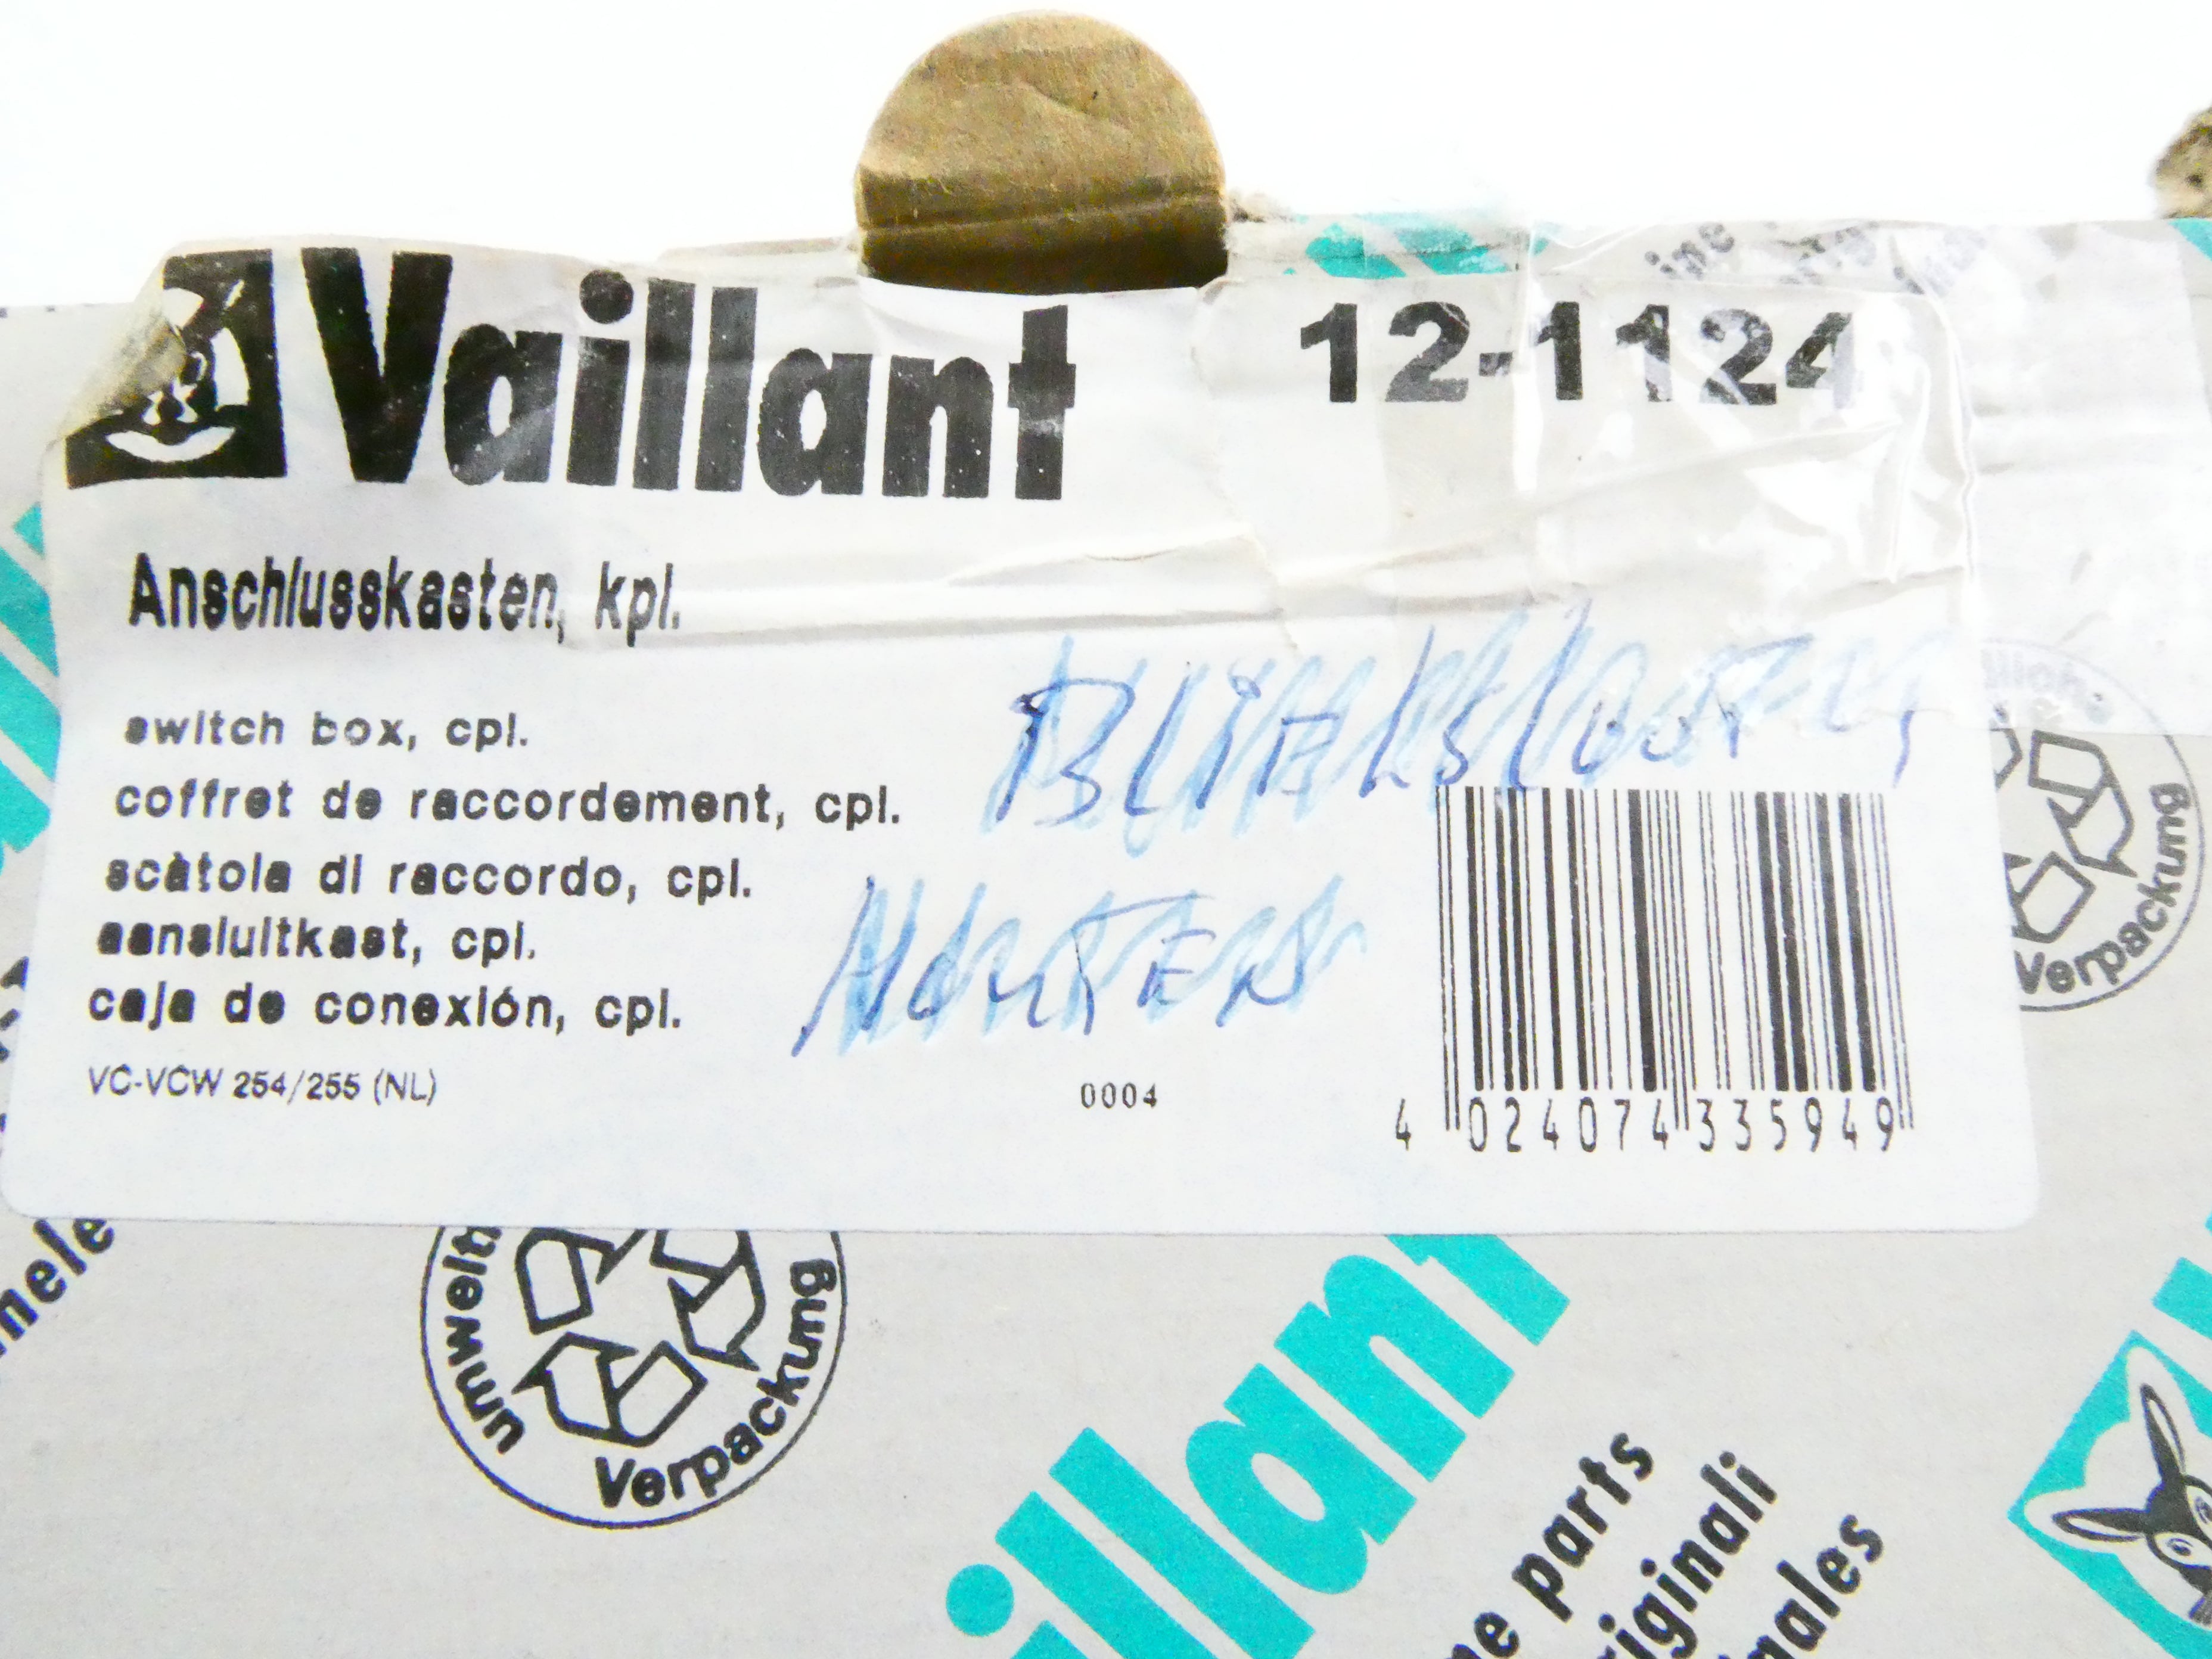 Vaillant
12-1124
Anschlusskasten, kpl.
switch box, cpl.
coffret de raccordement, cpl.
scàtola di raccordo, cpl.
aansluitkast, cpl.
caja de conexión, cpl.
VC-VCW 254/255 (NL)
0004
4 024074 335949
Verpackung
Verpackung
parts